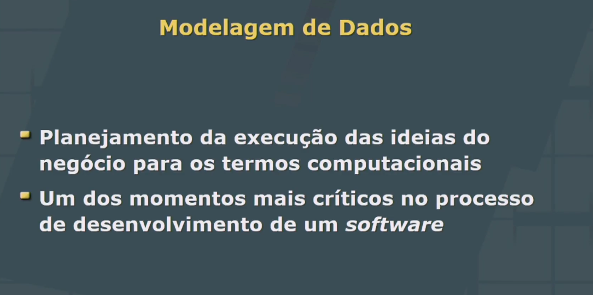 Modelagem de Dados
Planejamento da execução das ideias do
negócio para os termos computacionais
Um dos momentos mais críticos no processo
de desenvolvimento de um software